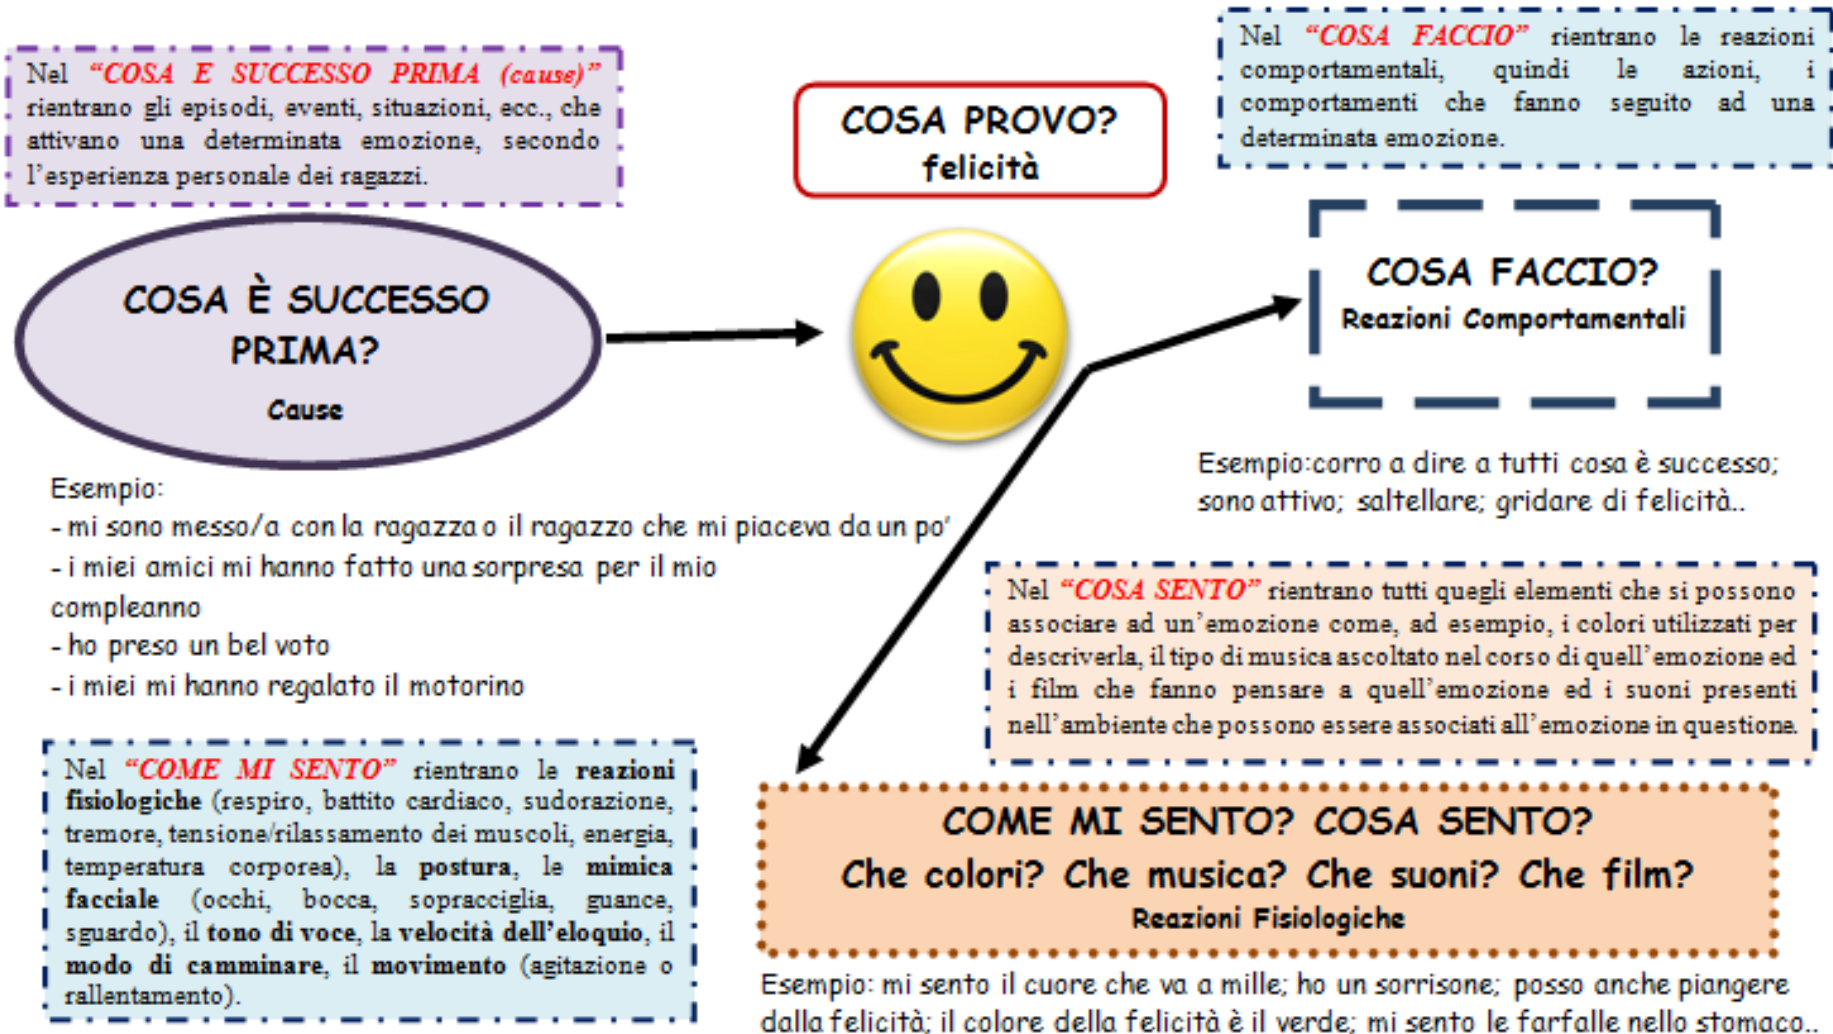 Nel “COSA E SUCCESSO PRIMA (cause)”
rientrano gli episodi, eventi, situazioni, ecc., che
attivano una determinata emozione, secondo
l’esperienza personale dei ragazzi.
COSA È SUCCESSO
PRIMA?
Cause
Esempio:
- mi sono messo/a con la ragazza o il ragazzo che mi piaceva da un po’
- i miei amici mi hanno fatto una sorpresa per il mio
compleanno
- ho preso un bel voto
- i miei mi hanno regalato il motorino
COSA PROVO?
felicità
Nel “COSA FACCIO” rientrano le reazioni
comportamentali, quindi le azioni, i
comportamenti che fanno seguito ad una
determinata emozione.
COSA FACCIO?
Reazioni Comportamentali
Esempio:corro a dire a tutti cosa è successo;
sono attivo; saltellare; gridare di felicità..
Nel “COSA SENTO” rientrano tutti quegli elementi che si possono
associare ad un’emozione come, ad esempio, i colori utilizzati per
descriverla, il tipo di musica ascoltato nel corso di quell’emozione ed
i film che fanno pensare a quell’emozione ed i suoni presenti
nell’ambiente che possono essere associati all’emozione in questione.
Nel “COME MI SENTO” rientrano le reazioni
fisiologiche (respiro, battito cardiaco, sudorazione,
tremore, tensione/rilassamento dei muscoli, energia,
temperatura corporea), la postura, le mimica
facciale (occhi, bocca, sopracciglia, guance,
sguardo), il tono di voce, la velocità dell’eloquio, il
modo di camminare, il movimento (agitazione o
rallentamento).
COME MI SENTO? COSA SENTO?
Che colori? Che musica? Che suoni? Che film?
Reazioni Fisiologiche
Esempio: mi sento il cuore che va a mille; ho un sorrisone; posso anche piangere
dalla felicità; il colore della felicità è il verde; mi sento le farfalle nello stomaco..